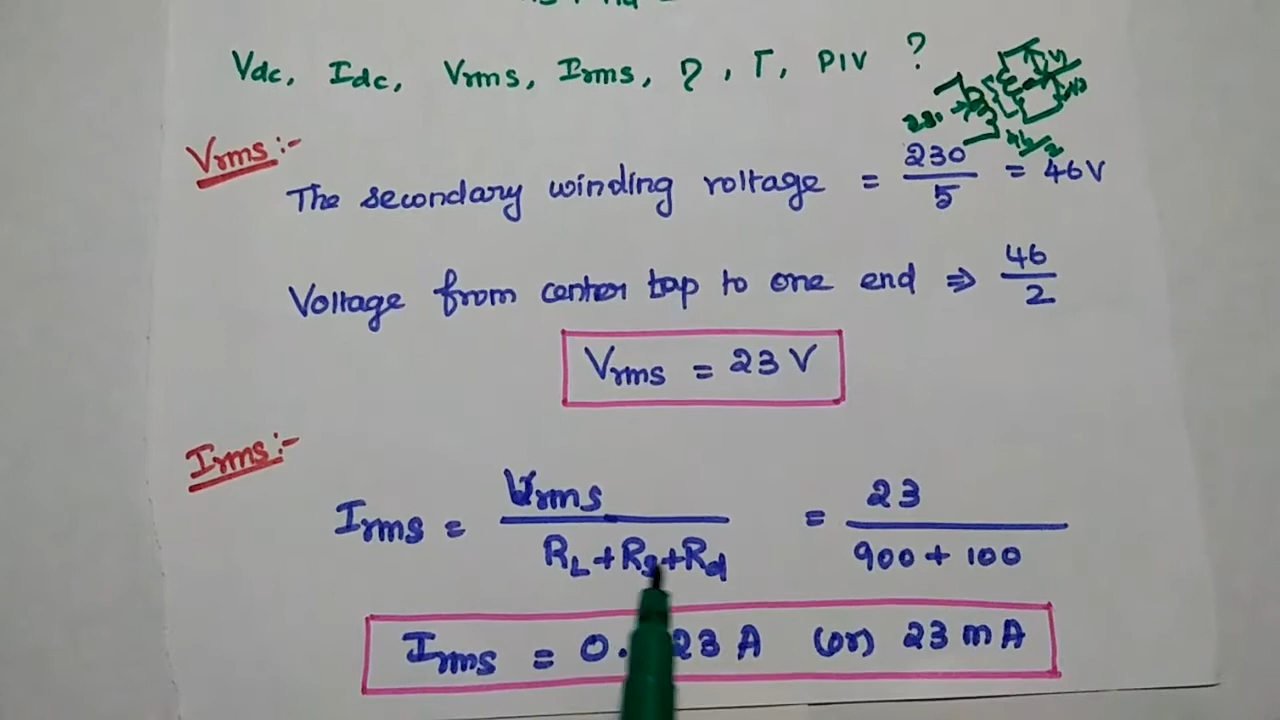 Vdc, Idc, Vrms, Irms, η, Γ, PIV ?
Vrms:-
The secondary winding voltage = 230/5 = 46V
Voltage from center tap to one end ⇒ 46/2
Vrms = 23 V
Irms:-
Irms = Vrms/RL+RS+Rd = 23/900 + 100
Irms = 0. 23 A (or) 23 mA